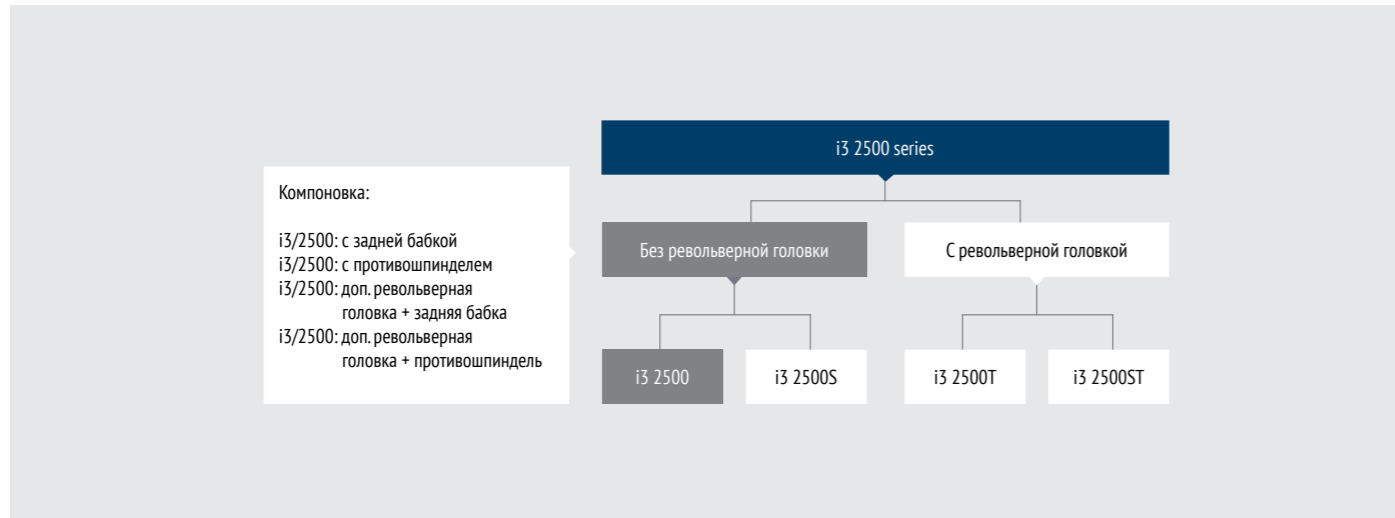 i3 2500 series
Компоновка:
i3/2500: с задней бабкой
i3/2500: с противошпинделем
i3/2500: доп. револьверная
головка + задняя бабка
i3/2500: доп. револьверная
головка + противошпиндель
Без револьверной головки
С револьверной головкой
i3 2500
i3 2500S
i3 2500T
i3 2500ST